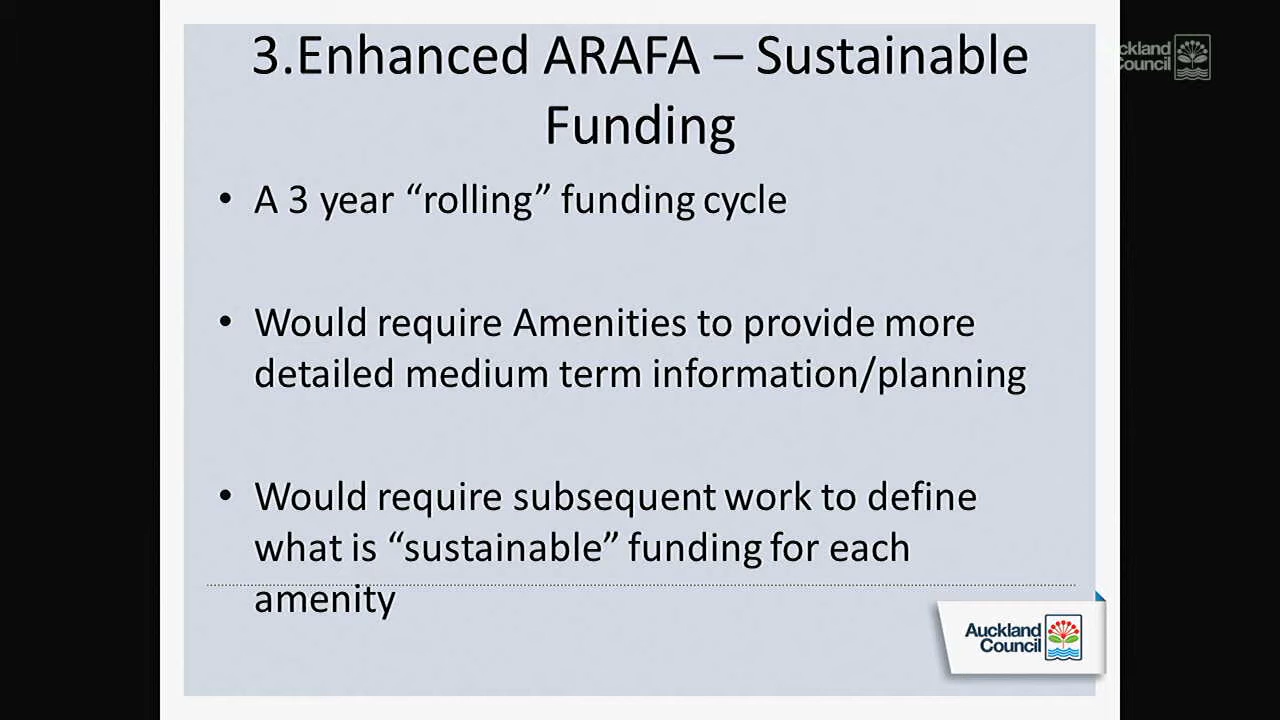 3.Enhanced ARAFA – Sustainable
Funding
• A 3 year “rolling” funding cycle
• Would require Amenities to provide more
detailed medium term information/planning
• Would require subsequent work to define
what is “sustainable” funding for each
amenity
Auckland
Council
ckland
Council